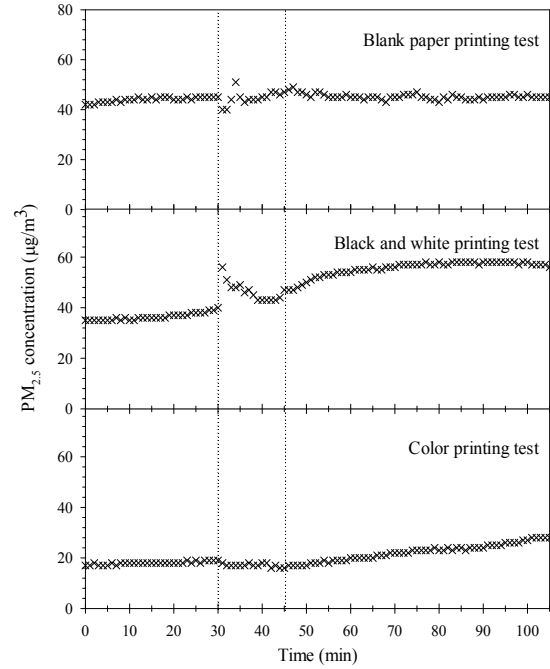 80
Blank paper printing test
60
40
20
0
Black and white printing test
60
40
20
0
PM2.5 concentration (μg/m³)
Color printing test
60
40
20
0
0 10 20 30 40 50 60 70 80 90 100
Time (min)